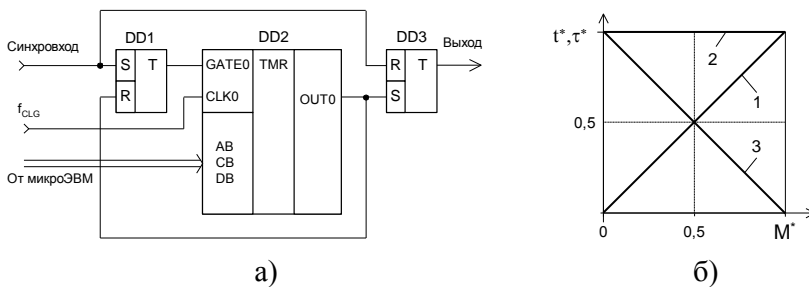 DD1
DD2
DD3
Синхровход
S T
R
GATE0 TMR
CLK0
OUT0
AB
CB
DB
R T
S
Выход
f_CLG
От микроЭВМ
а)
t*,τ*
2
1
0,5
3
0
0,5
M*
б)